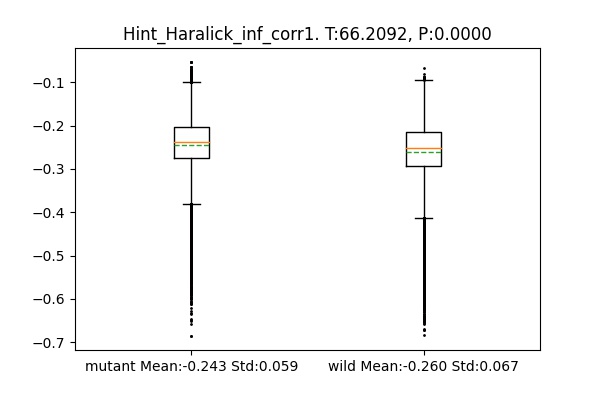 Hint_Haralick_inf_corr1. T:66.2092, P:0.0000
−0.1
−0.2
−0.3
−0.4
−0.5
−0.6
−0.7
mutant Mean:-0.243 Std:0.059
wild Mean:-0.260 Std:0.067